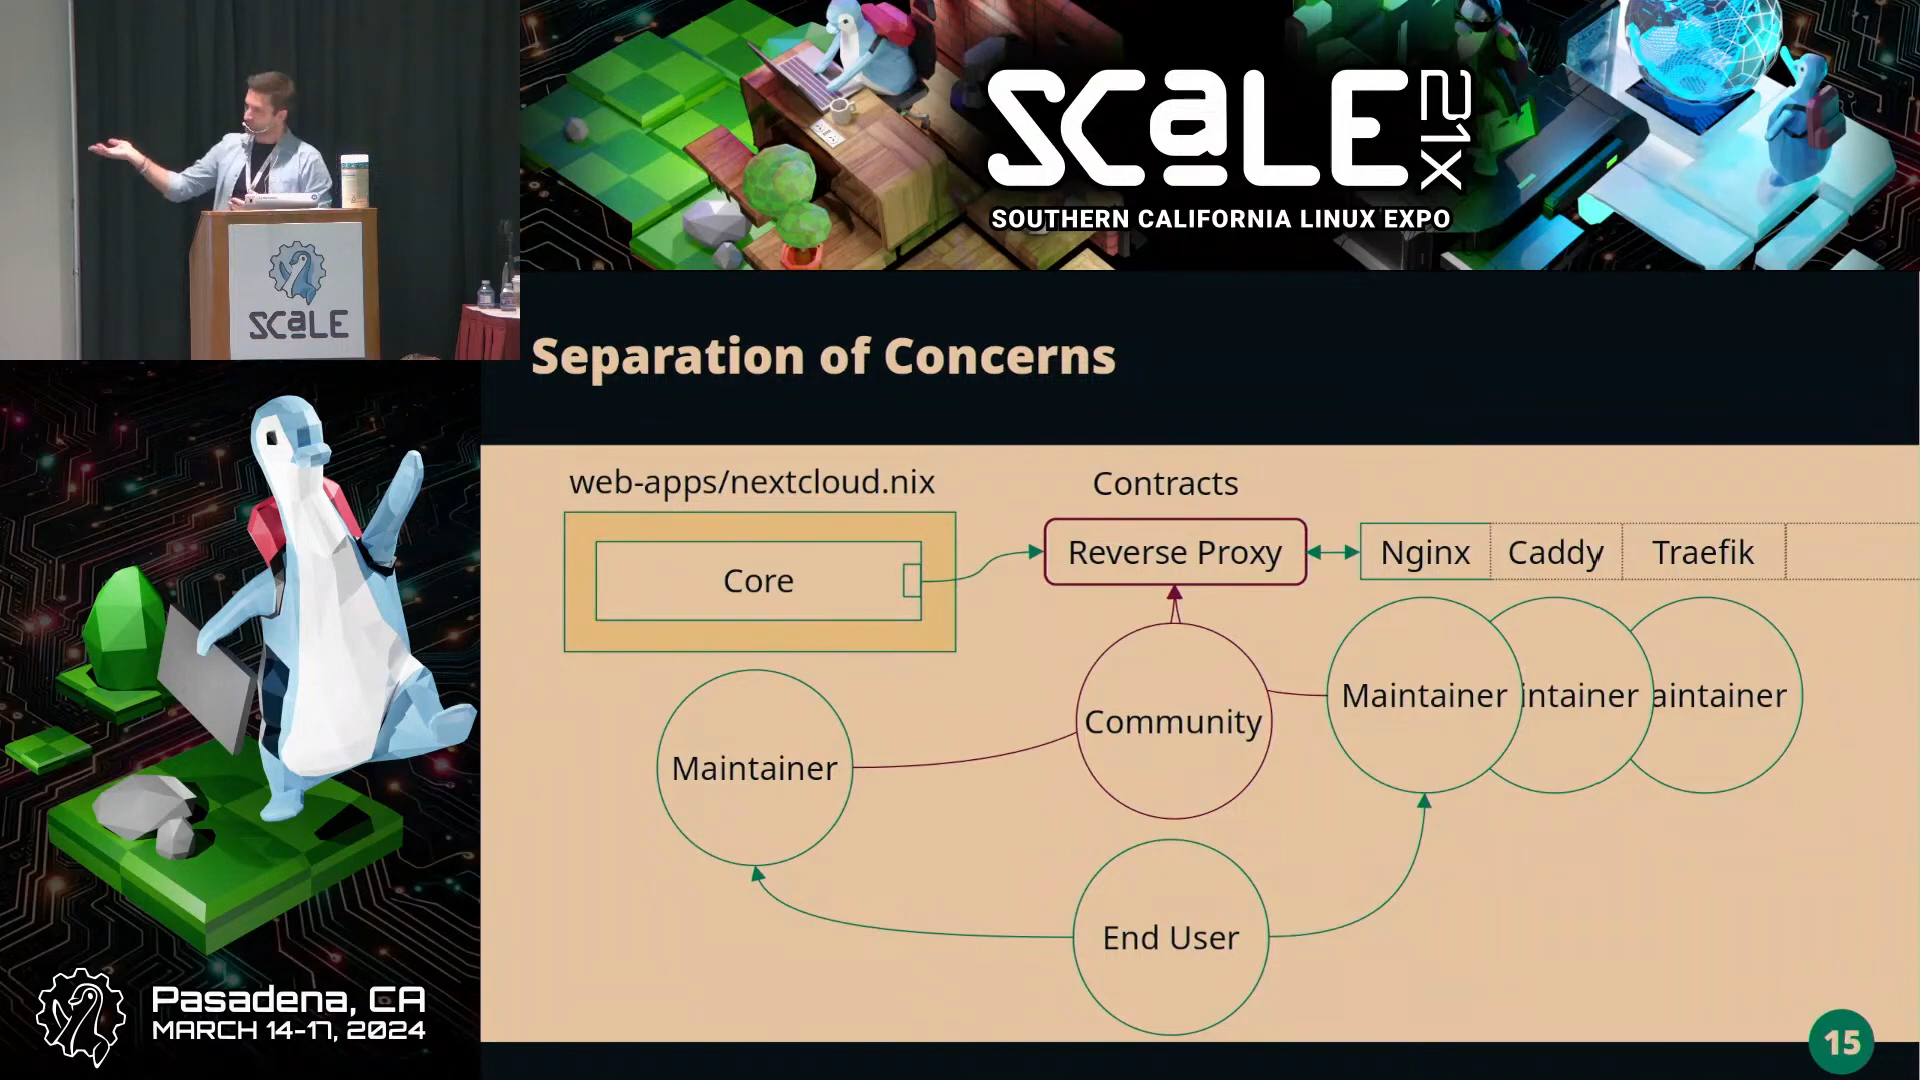 SCaLE
21X
SOUTHERN CALIFORNIA LINUX EXPO
SCaLE
Separation of Concerns
web-apps/nextcloud.nix
Contracts
Core
Reverse Proxy
Nginx
Caddy
Traefik
Maintainer
Community
Maintainer
intainer
aintainer
End User
Pasadena, CA
MARCH 14-17, 2024
15